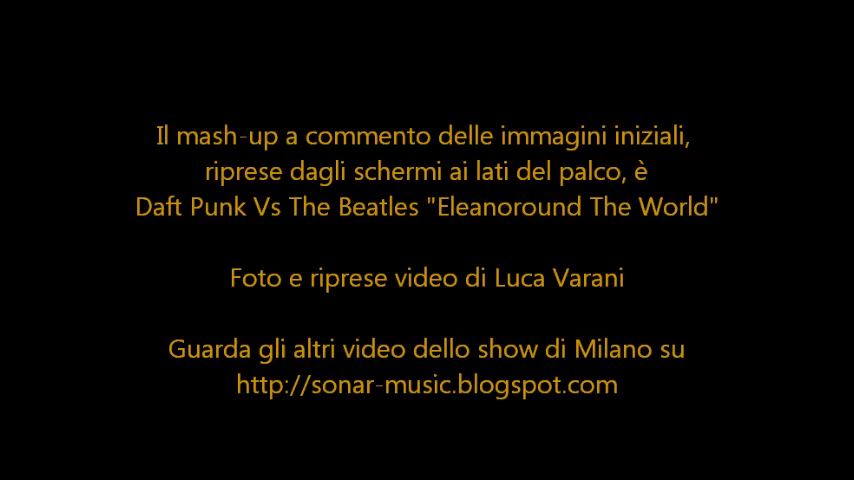 Il mash-up a commento delle immagini iniziali,
riprese dagli schermi ai lati del palco, è
Daft Punk Vs The Beatles "Eleanoround The World"
Foto e riprese video di Luca Varani
Guarda gli altri video dello show di Milano su
http://sonar-music.blogspot.com